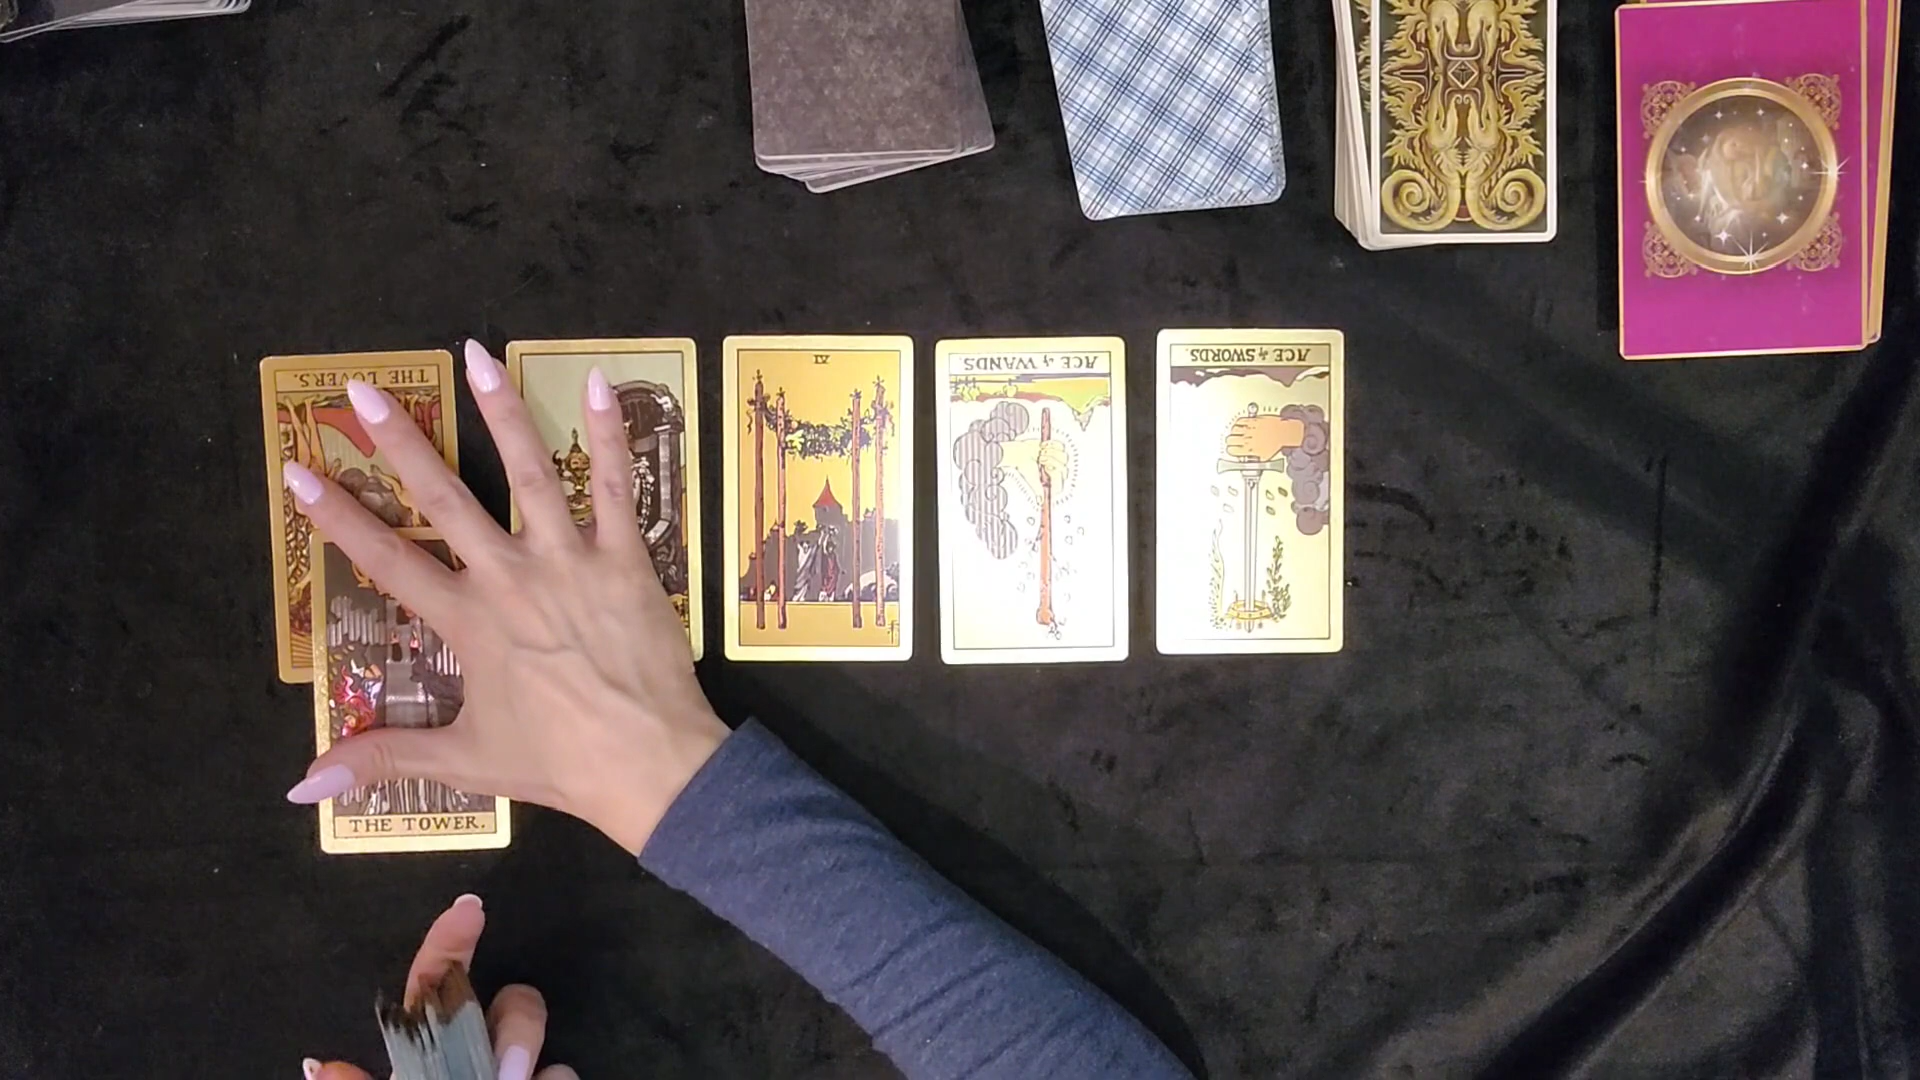 THE LOVERS.
IV
ACE of WANDS.
ACE of SWORDS.
THE TOWER.